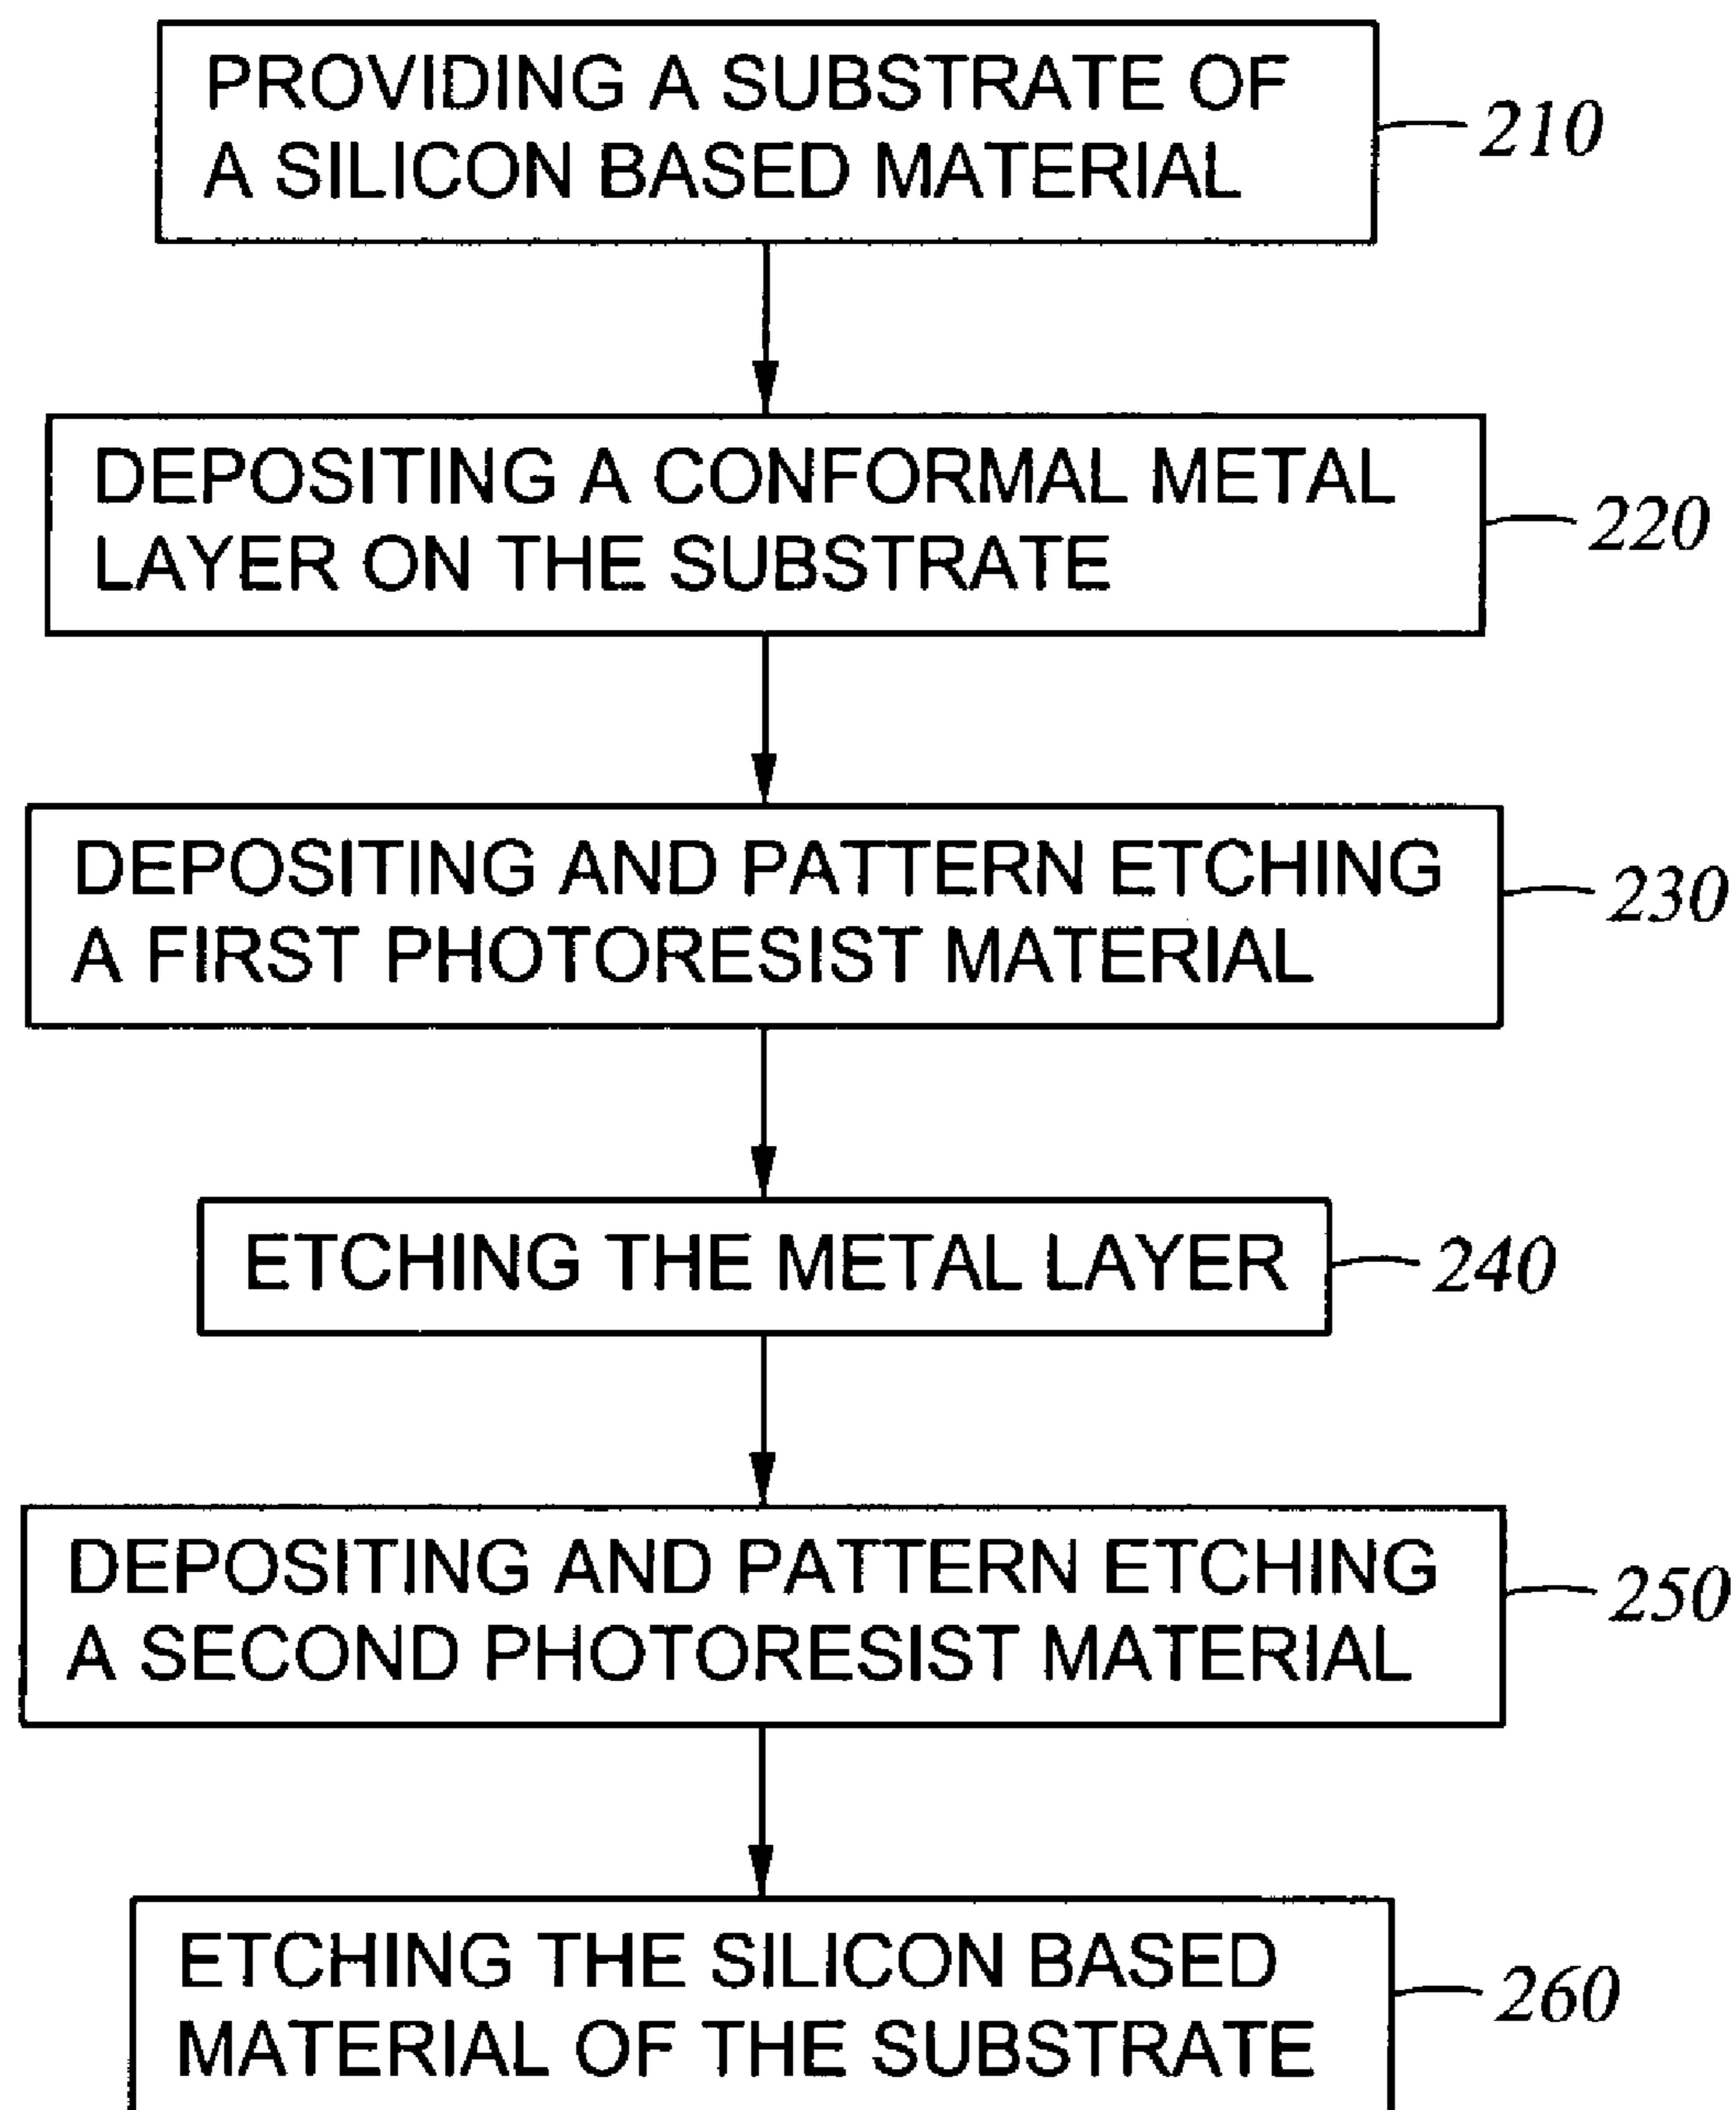 PROVIDING A SUBSTRATE OF
A SILICON BASED MATERIAL
210
DEPOSITING A CONFORMAL METAL
LAYER ON THE SUBSTRATE
220
DEPOSITING AND PATTERN ETCHING
A FIRST PHOTORESIST MATERIAL
230
ETCHING THE METAL LAYER
240
DEPOSITING AND PATTERN ETCHING
A SECOND PHOTORESIST MATERIAL
250
ETCHING THE SILICON BASED
MATERIAL OF THE SUBSTRATE
260